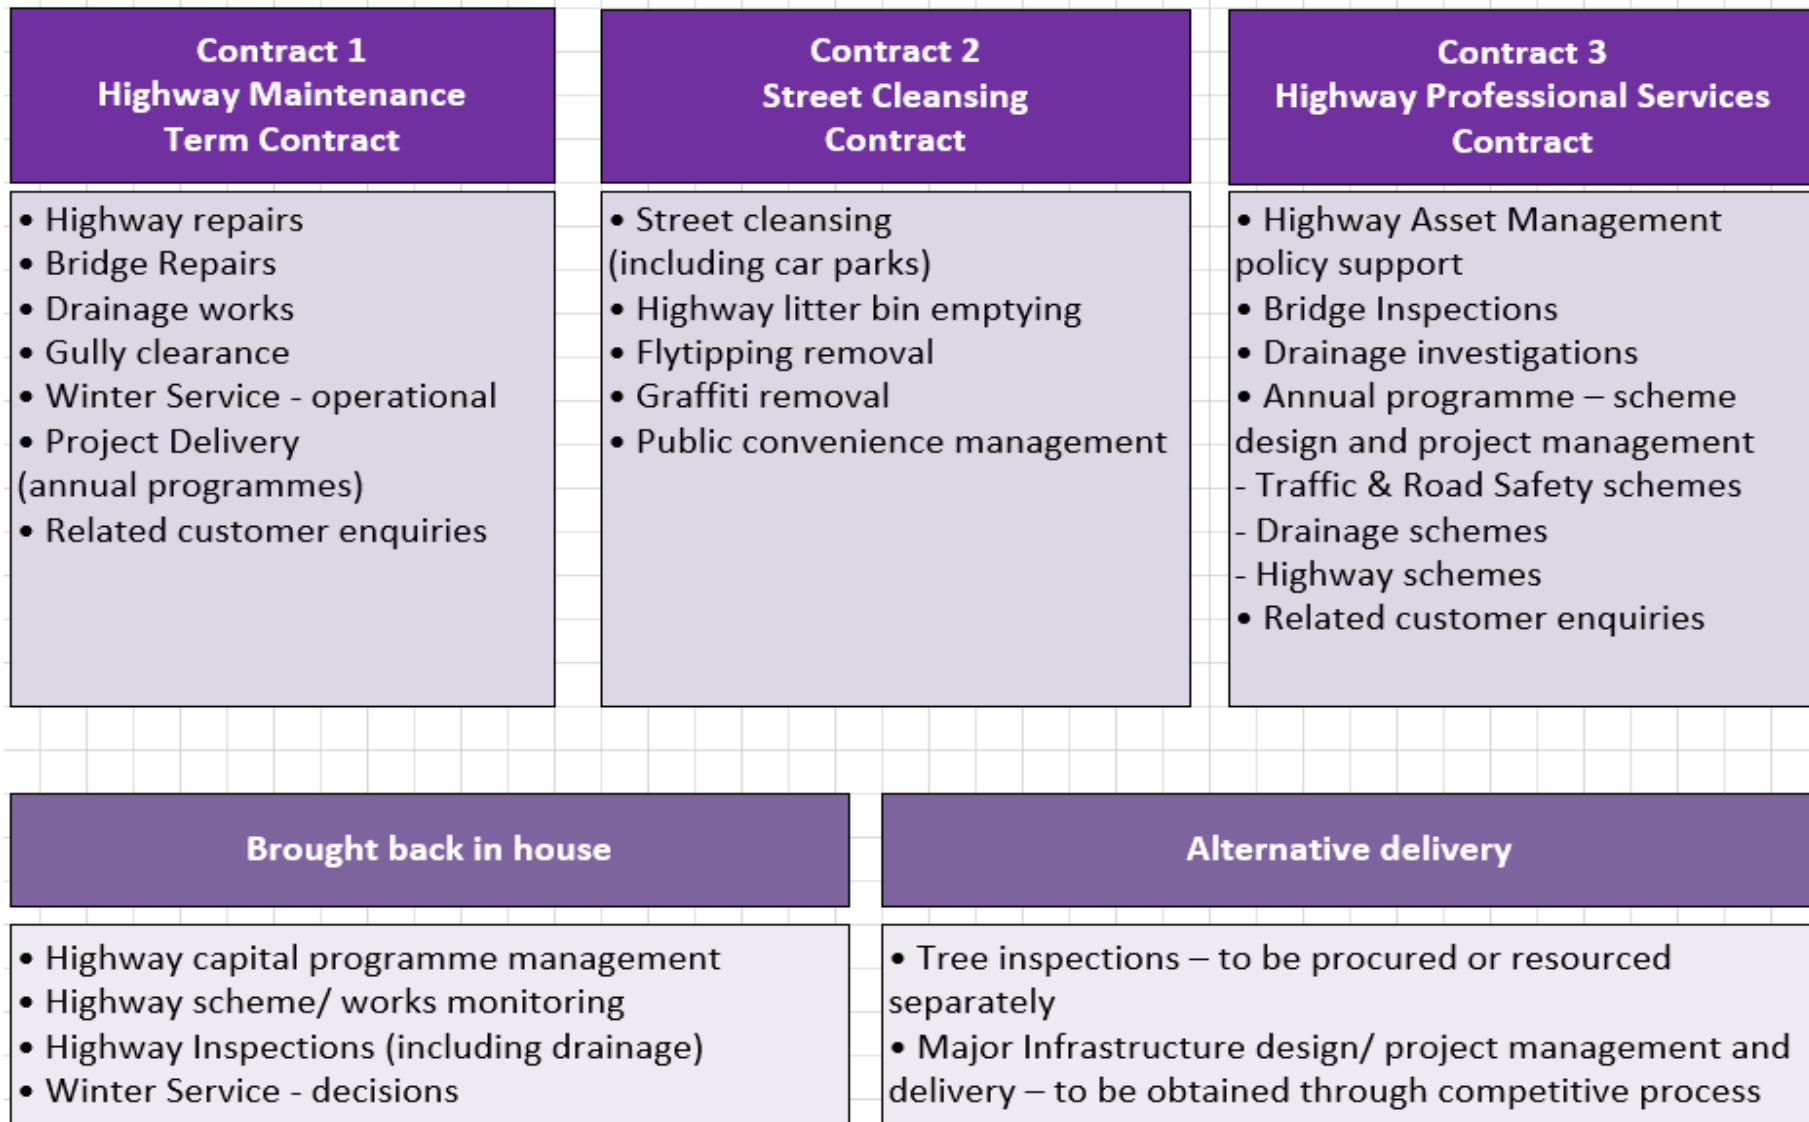 Contract 1
Highway Maintenance
Term Contract
• Highway repairs
• Bridge Repairs
• Drainage works
• Gully clearance
• Winter Service - operational
• Project Delivery
(annual programmes)
• Related customer enquiries
Contract 2
Street Cleansing
Contract
• Street cleansing
(including car parks)
• Highway litter bin emptying
• Flytipping removal
• Graffiti removal
• Public convenience management
Contract 3
Highway Professional Services
Contract
• Highway Asset Management
policy support
• Bridge Inspections
• Drainage investigations
• Annual programme – scheme
design and project management
- Traffic & Road Safety schemes
- Drainage schemes
- Highway schemes
• Related customer enquiries
Brought back in house
• Highway capital programme management
• Highway scheme/ works monitoring
• Highway Inspections (including drainage)
• Winter Service - decisions
Alternative delivery
• Tree inspections – to be procured or resourced
separately
• Major Infrastructure design/ project management and
delivery – to be obtained through competitive process